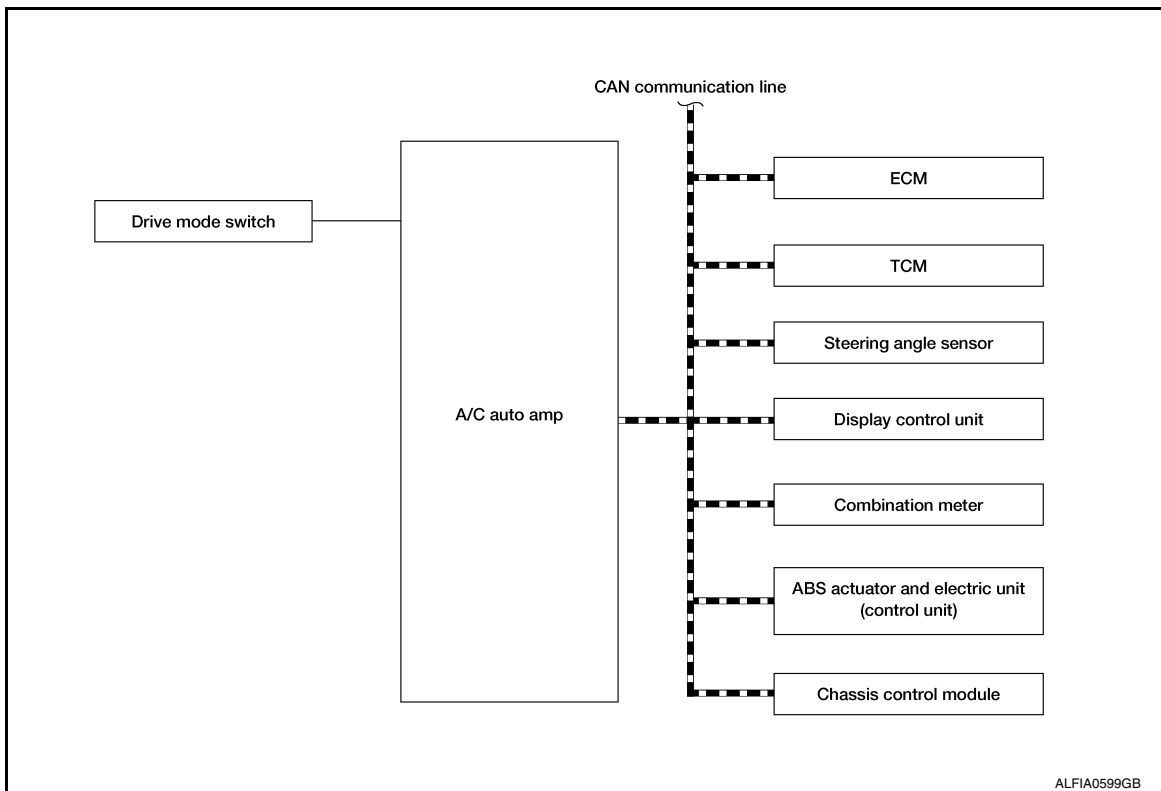 CAN communication line
ECM
Drive mode switch
TCM
Steering angle sensor
A/C auto amp
Display control unit
Combination meter
ABS actuator and electric unit
(control unit)
Chassis control module
ALFIA0599GB